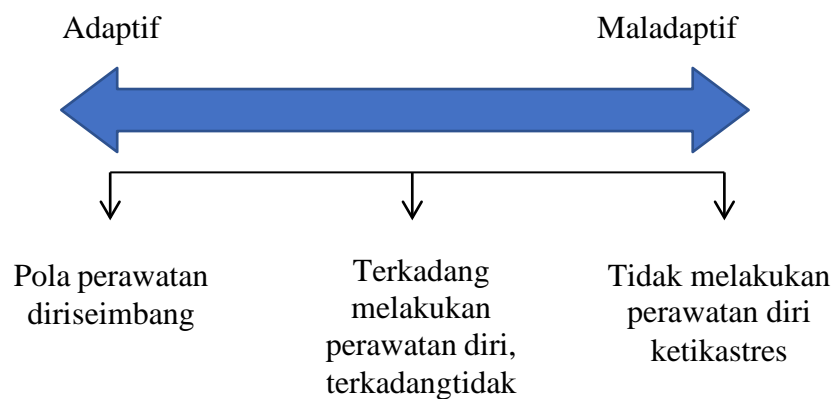 Adaptif
Maladaptif
Pola perawatan
diriseimbang
Terkadang
melakukan
perawatan diri,
terkadangtidak
Tidak melakukan
perawatan diri
ketikastres